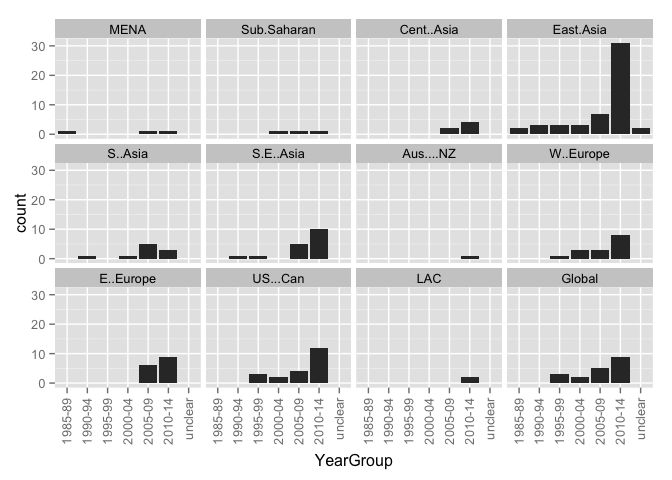 MENA Sub.Saharan Cent..Asia East.Asia
30
20
10
0
S..Asia S.E..Asia Aus....NZ W..Europe
30
20
10
0
count
E..Europe US...Can LAC Global
30
20
10
0
1985-89 1990-94 1995-99 2000-04 2005-09 2010-14 unclear 1985-89 1990-94 1995-99 2000-04 2005-09 2010-14 unclear 1985-89 1990-94 1995-99 2000-04 2005-09 2010-14 unclear 1985-89 1990-94 1995-99 2000-04 2005-09 2010-14 unclear
YearGroup